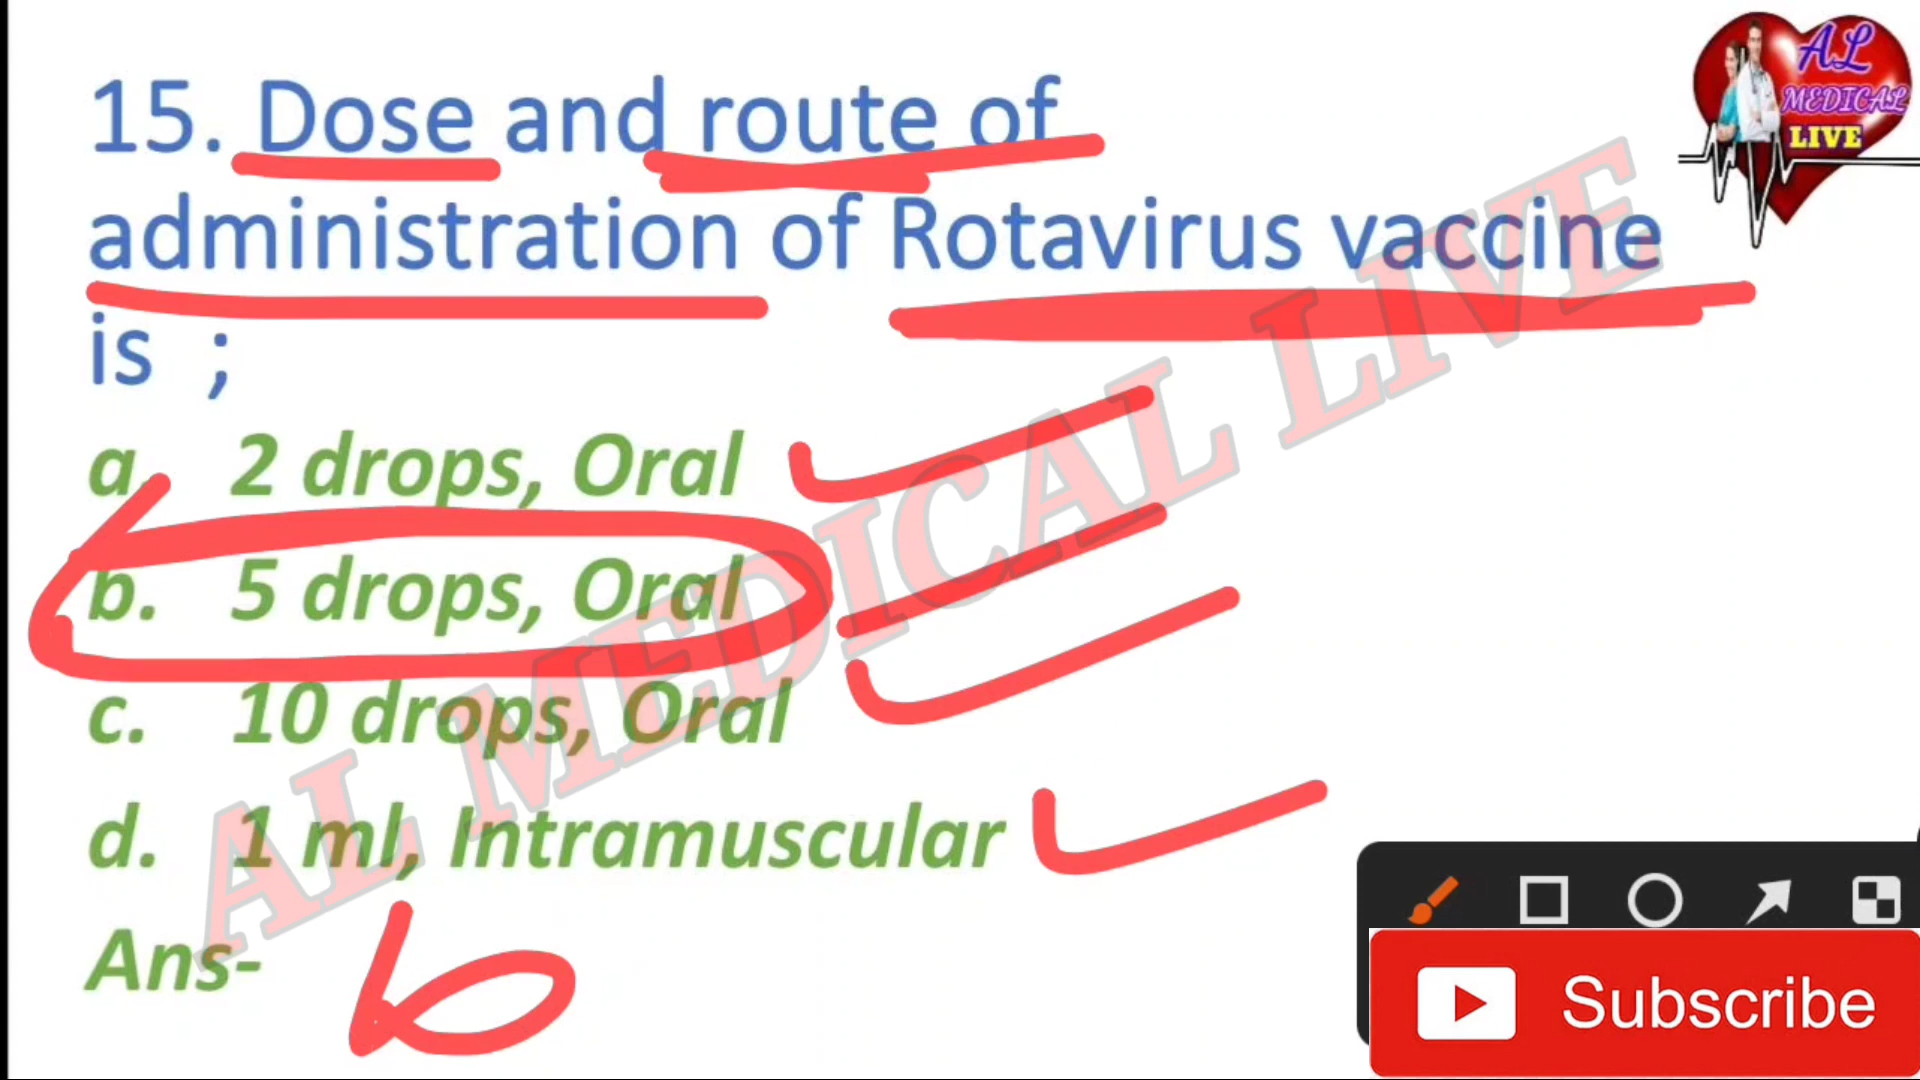 15. Dose and route of
administration of Rotavirus vaccine
is ;
a. 2 drops, Oral
b. 5 drops, Oral
c. 10 drops, Oral
d. 1 ml, Intramuscular
Ans- b
AL MEDICAL LIVE
AL
MEDICAL
LIVE
Subscribe